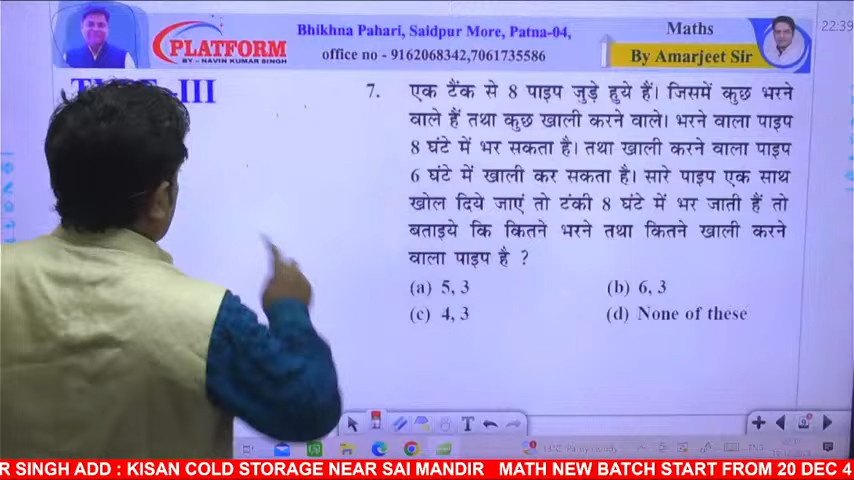 22:39
PLATFORM
BY - NAVIN KUMAR SINGH
Bhikhna Pahari, Saidpur More, Patna-04,
office no - 9162068342,7061735586
Maths
By Amarjeet Sir
7. एक टैंक से 8 पाइप जुड़े हुये हैं। जिसमें कुछ भरने
वाले हैं तथा कुछ खाली करने वाले। भरने वाला पाइप
8 घंटे में भर सकता है। तथा खाली करने वाला पाइप
6 घंटे में खाली कर सकता है। सारे पाइप एक साथ
खोल दिये जाएं तो टंकी 8 घंटे में भर जाती हैं तो
बताइये कि कितने भरने तथा कितने खाली करने
वाला पाइप है ?
(a) 5, 3 (b) 6, 3
(c) 4, 3 (d) None of these
R SINGH ADD : KISAN COLD STORAGE NEAR SAI MANDIR MATH NEW BATCH START FROM 20 DEC 4